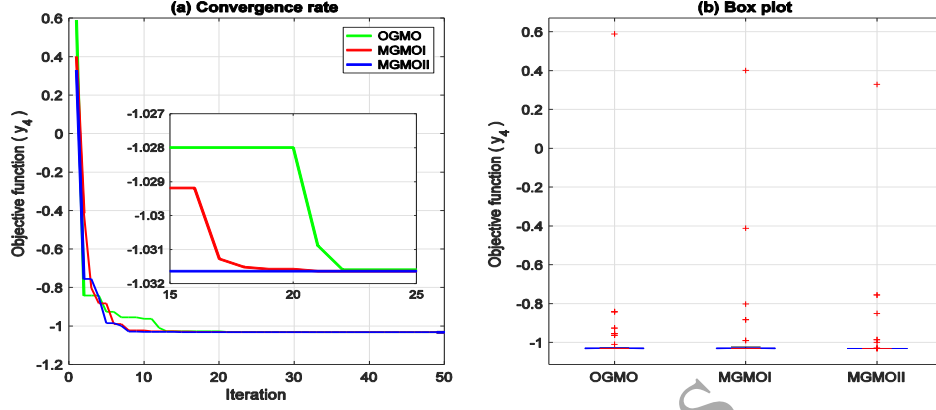 (a) Convergence rate
0.6
0.4
0.2
0
-0.2
-0.4
-0.6
-0.8
-1
-1.2
Objective function ( y4 )
0 10 20 30 40 50
Iteration
OGMO
MGMOI
MGMOII
-1.027
-1.028
-1.029
-1.03
-1.031
-1.032
15 20 25
(b) Box plot
0.6
0.4
0.2
0
-0.2
-0.4
-0.6
-0.8
-1
Objective function ( y4 )
OGMO MGMOI MGMOII
S